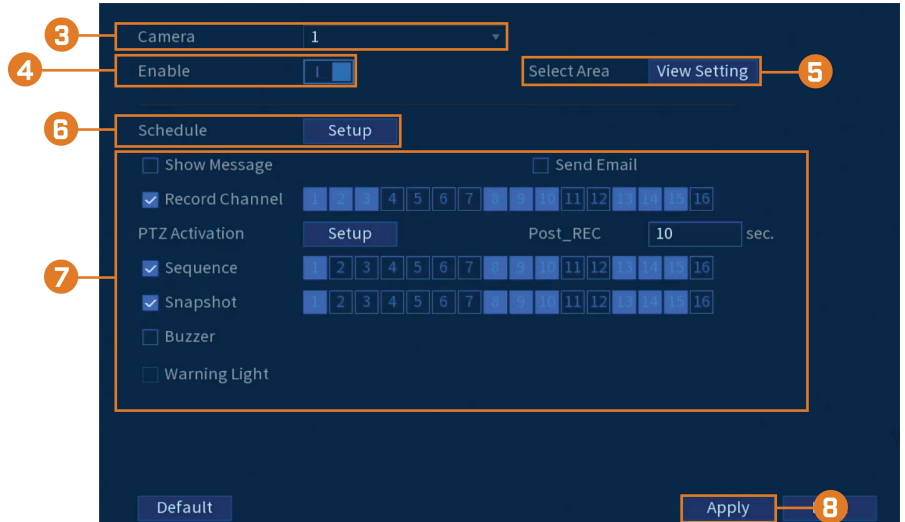 3 Camera 1
4 Enable I Select Area View Setting 5
6 Schedule Setup
Show Message Send Email
Record Channel 1 2 3 4 5 6 7 8 9 10 11 12 13 14 15 16
PTZ Activation Setup Post_REC 10 sec.
7 Sequence 1 2 3 4 5 6 7 8 9 10 11 12 13 14 15 16
Snapshot 1 2 3 4 5 6 7 8 9 10 11 12 13 14 15 16
Buzzer
Warning Light
Default Apply 8